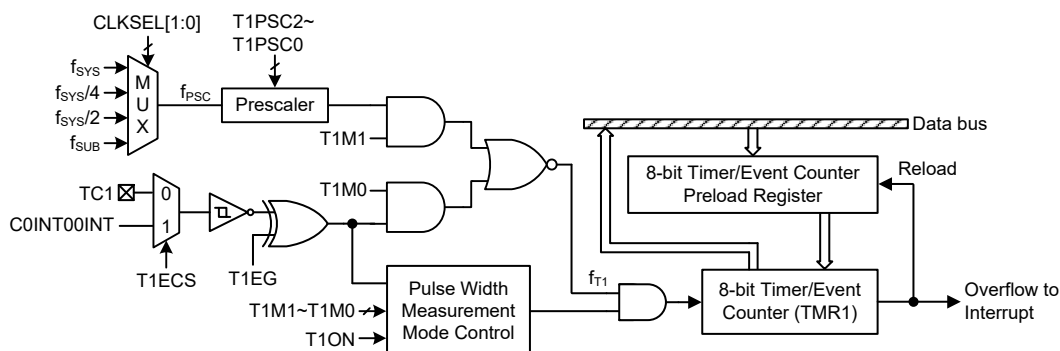 CLKSEL[1:0]
T1PSC2~
T1PSC0
fSYS
fSYS/4
fSYS/2
fSUB
M
U
X
fPSC
Prescaler
T1M1
Data bus
8-bit Timer/Event Counter
Preload Register
Reload
TC1
C0INT00INT
0
1
T1ECS
T1EG
T1M0
T1M1~T1M0
T1ON
Pulse Width
Measurement
Mode Control
fT1
8-bit Timer/Event
Counter (TMR1)
Overflow to
Interrupt